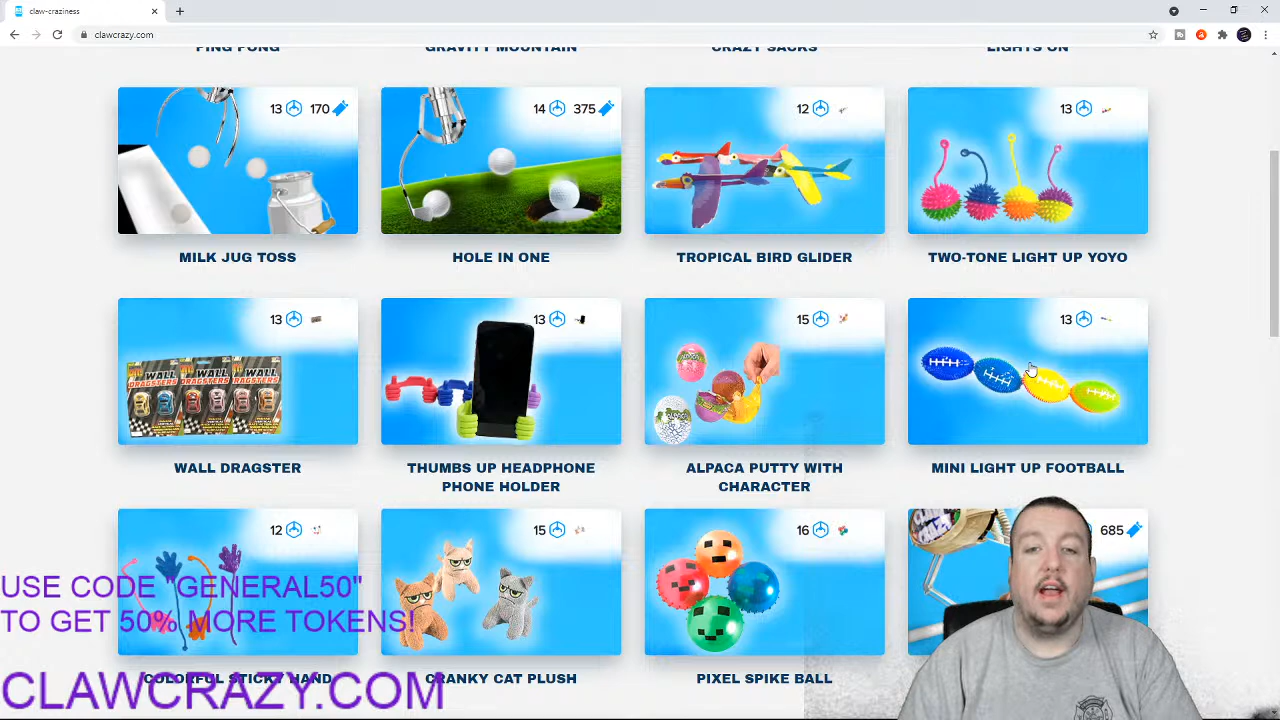 claw-craziness
clawcrazy.com
PING PONG
GRAVITY MOUNTAIN
CRAZY SACKS
LIGHTS ON
13 170
14 375
12
13
MILK JUG TOSS
HOLE IN ONE
TROPICAL BIRD GLIDER
TWO-TONE LIGHT UP YOYO
13
13
15
13
WALL DRAGSTER
THUMBS UP HEADPHONE
PHONE HOLDER
ALPACA PUTTY WITH
CHARACTER
MINI LIGHT UP FOOTBALL
12
15
16
685
USE CODE "GENERAL50"
TO GET 50% MORE TOKENS!
COLORFUL STICKY HAND
CRANKY CAT PLUSH
PIXEL SPIKE BALL
CLAWCRAZY.COM